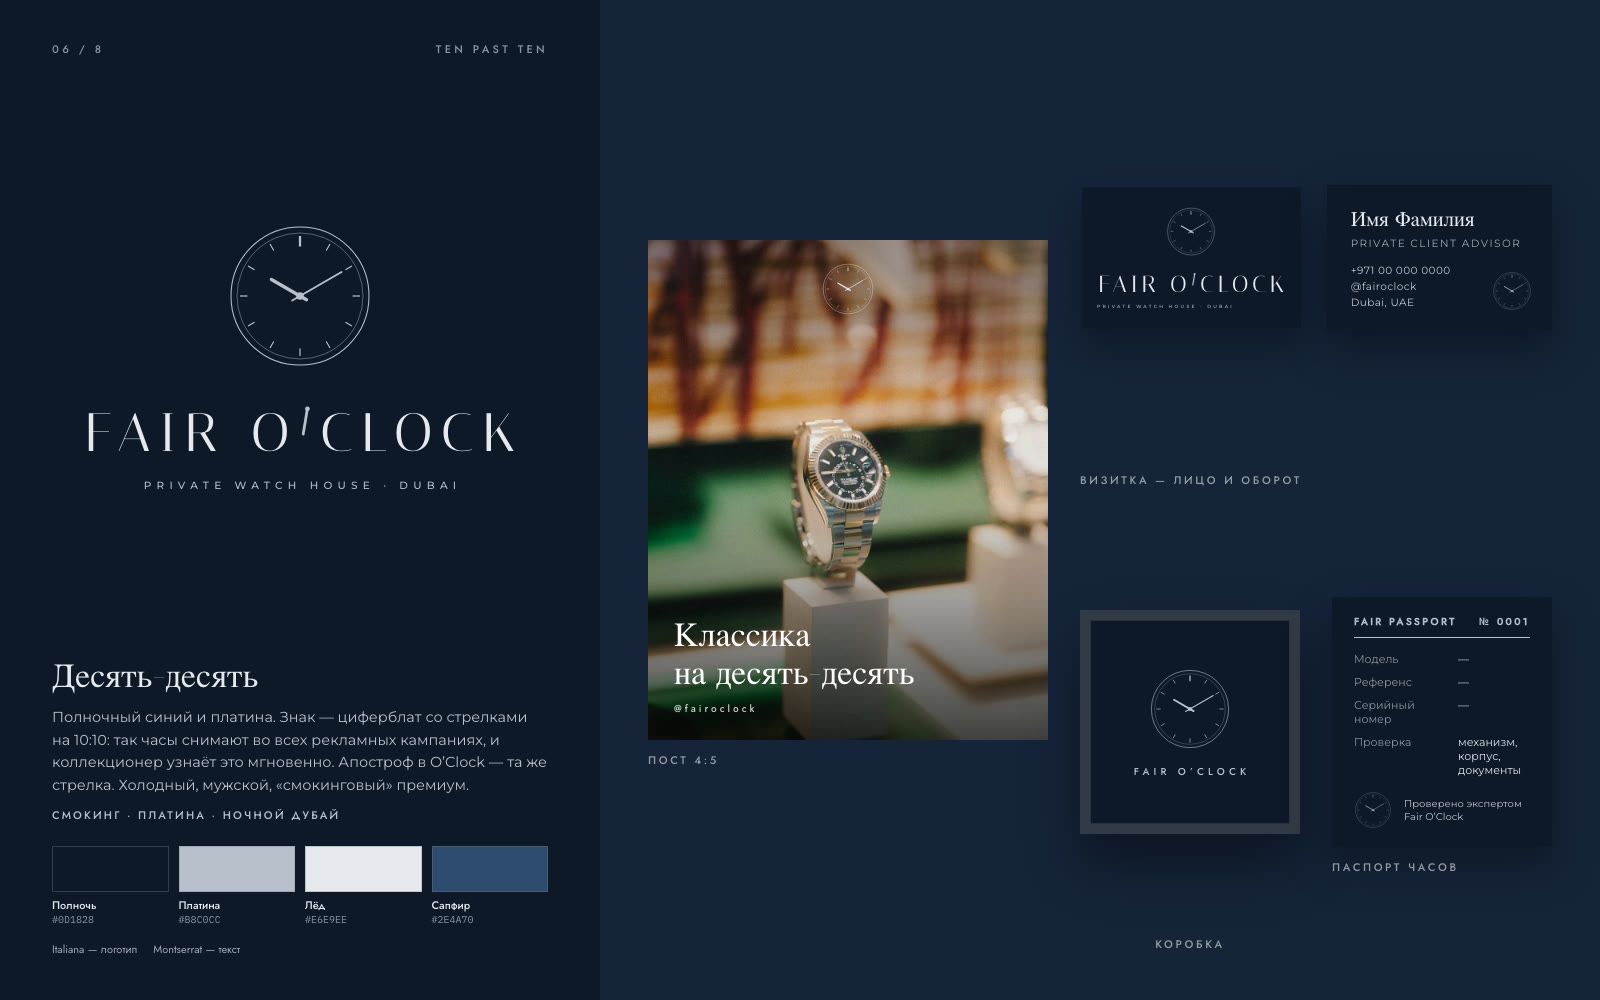 06 / 8
TEN PAST TEN
FAIR O'CLOCK
PRIVATE WATCH HOUSE · DUBAI
Десять-десять
Полночный синий и платина. Знак — циферблат со стрелками
на 10:10: так часы снимают во всех рекламных кампаниях, и
коллекционер узнаёт это мгновенно. Апостроф в O'Clock — та же
стрелка. Холодный, мужской, «смокинговый» премиум.
СМОКИНГ · ПЛАТИНА · НОЧНОЙ ДУБАЙ
Полночь
#0D1828
Платина
#B8C0CC
Лёд
#E6E9EE
Сапфир
#2E4A70
Italiana — логотип
Montserrat — текст
Классика
на десять-десять
@fairoclock
ПОСТ 4:5
FAIR O'CLOCK
PRIVATE WATCH HOUSE · DUBAI
Имя Фамилия
PRIVATE CLIENT ADVISOR
+971 00 000 0000
@fairoclock
Dubai, UAE
ВИЗИТКА — ЛИЦО И ОБОРОТ
FAIR O'CLOCK
КОРОБКА
FAIR PASSPORT № 0001
Модель —
Референс —
Серийный —
номер
Проверка механизм,
корпус,
документы
Проверено экспертом
Fair O'Clock
ПАСПОРТ ЧАСОВ